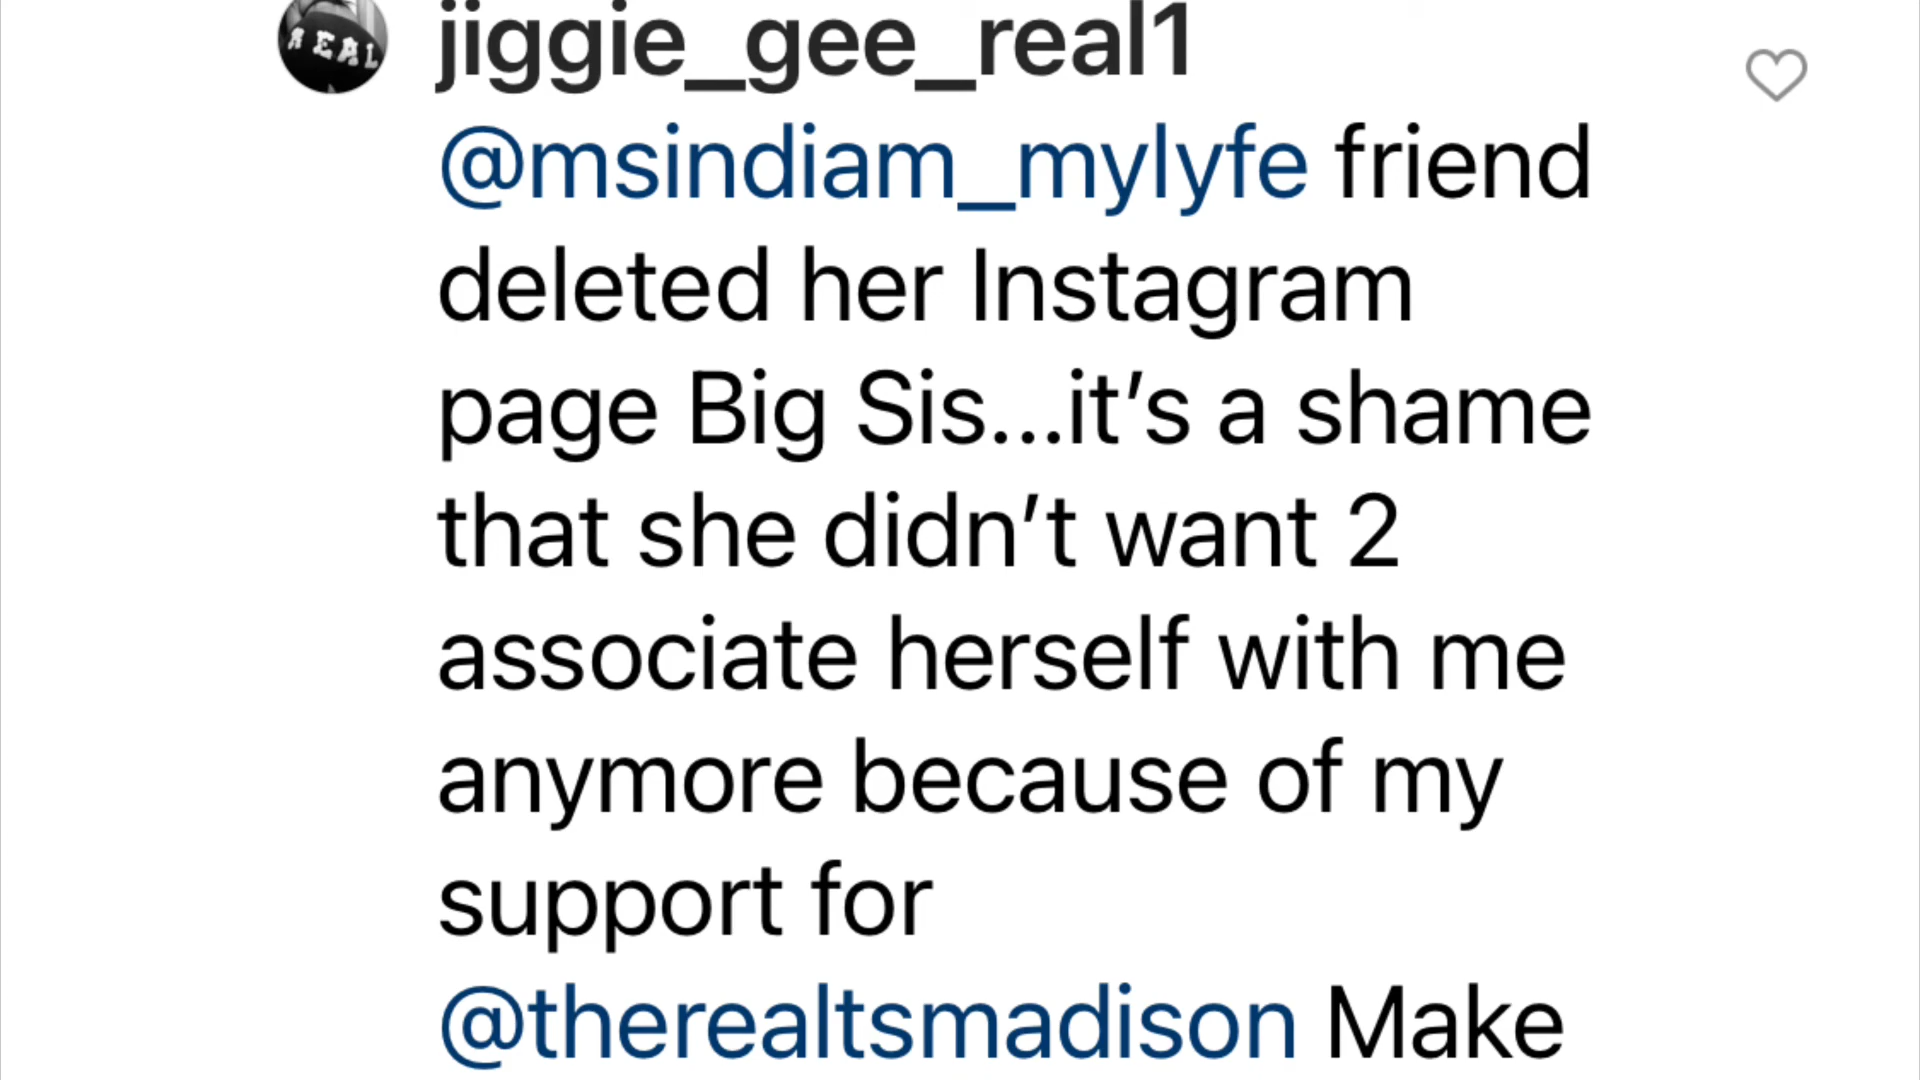 REAL
jiggie_gee_real1
@msindiam_mylyfe friend
deleted her Instagram
page Big Sis...it’s a shame
that she didn’t want 2
associate herself with me
anymore because of my
support for
@therealtsmadison Make